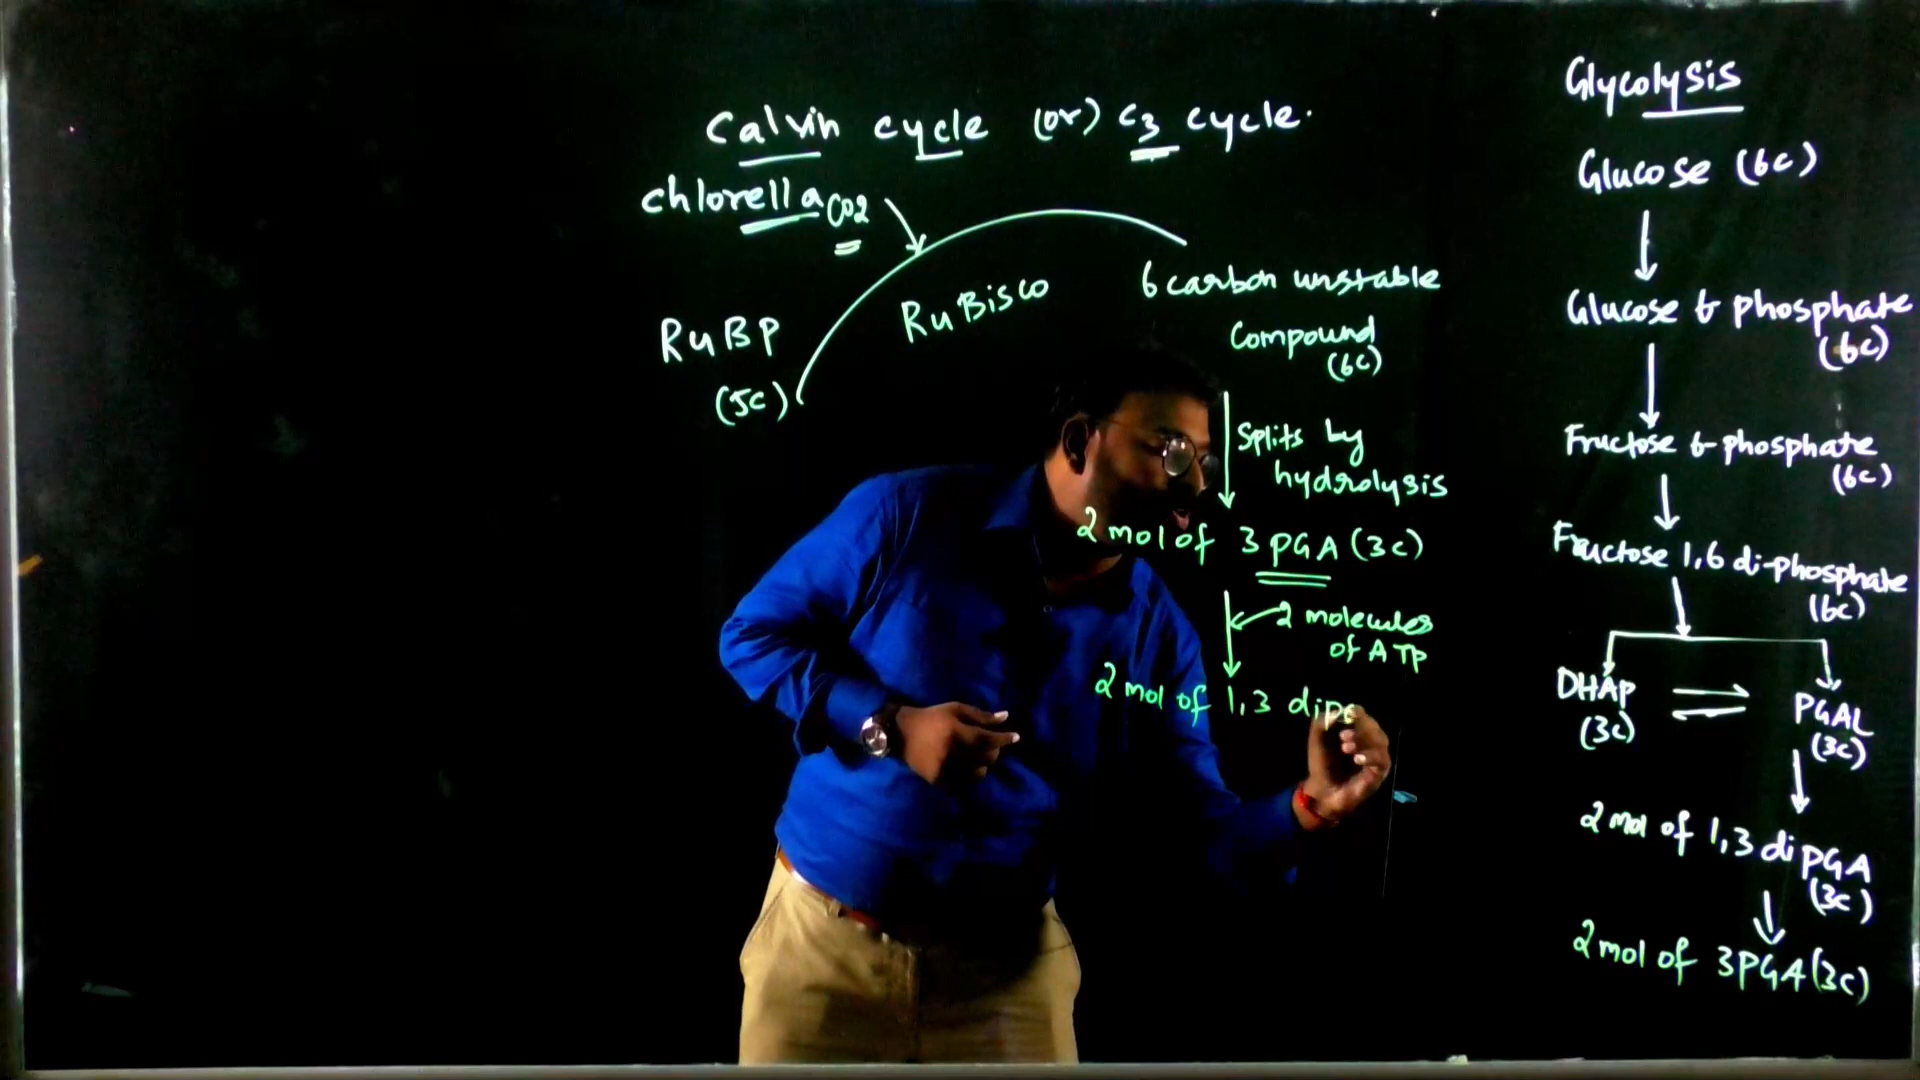 Calvin cycle (or) C3 cycle.
chlorella
CO2
RuBisco
RuBP
(5c)
6 carbon unstable
Compound
(6c)
Splits by
hydrolysis
2 mol of 3 PGA (3c)
2 molecules
of ATP
2 mol of 1,3 dipG
Glycolysis
Glucose (6c)
Glucose 6 phosphate
(6c)
Fructose 6-phosphate
(6c)
Fructose 1,6 di-phosphate
(6c)
DHAP
(3c)
PGAL
(3c)
2 mol of 1,3 diPGA
(3c)
2 mol of 3PGA (3c)